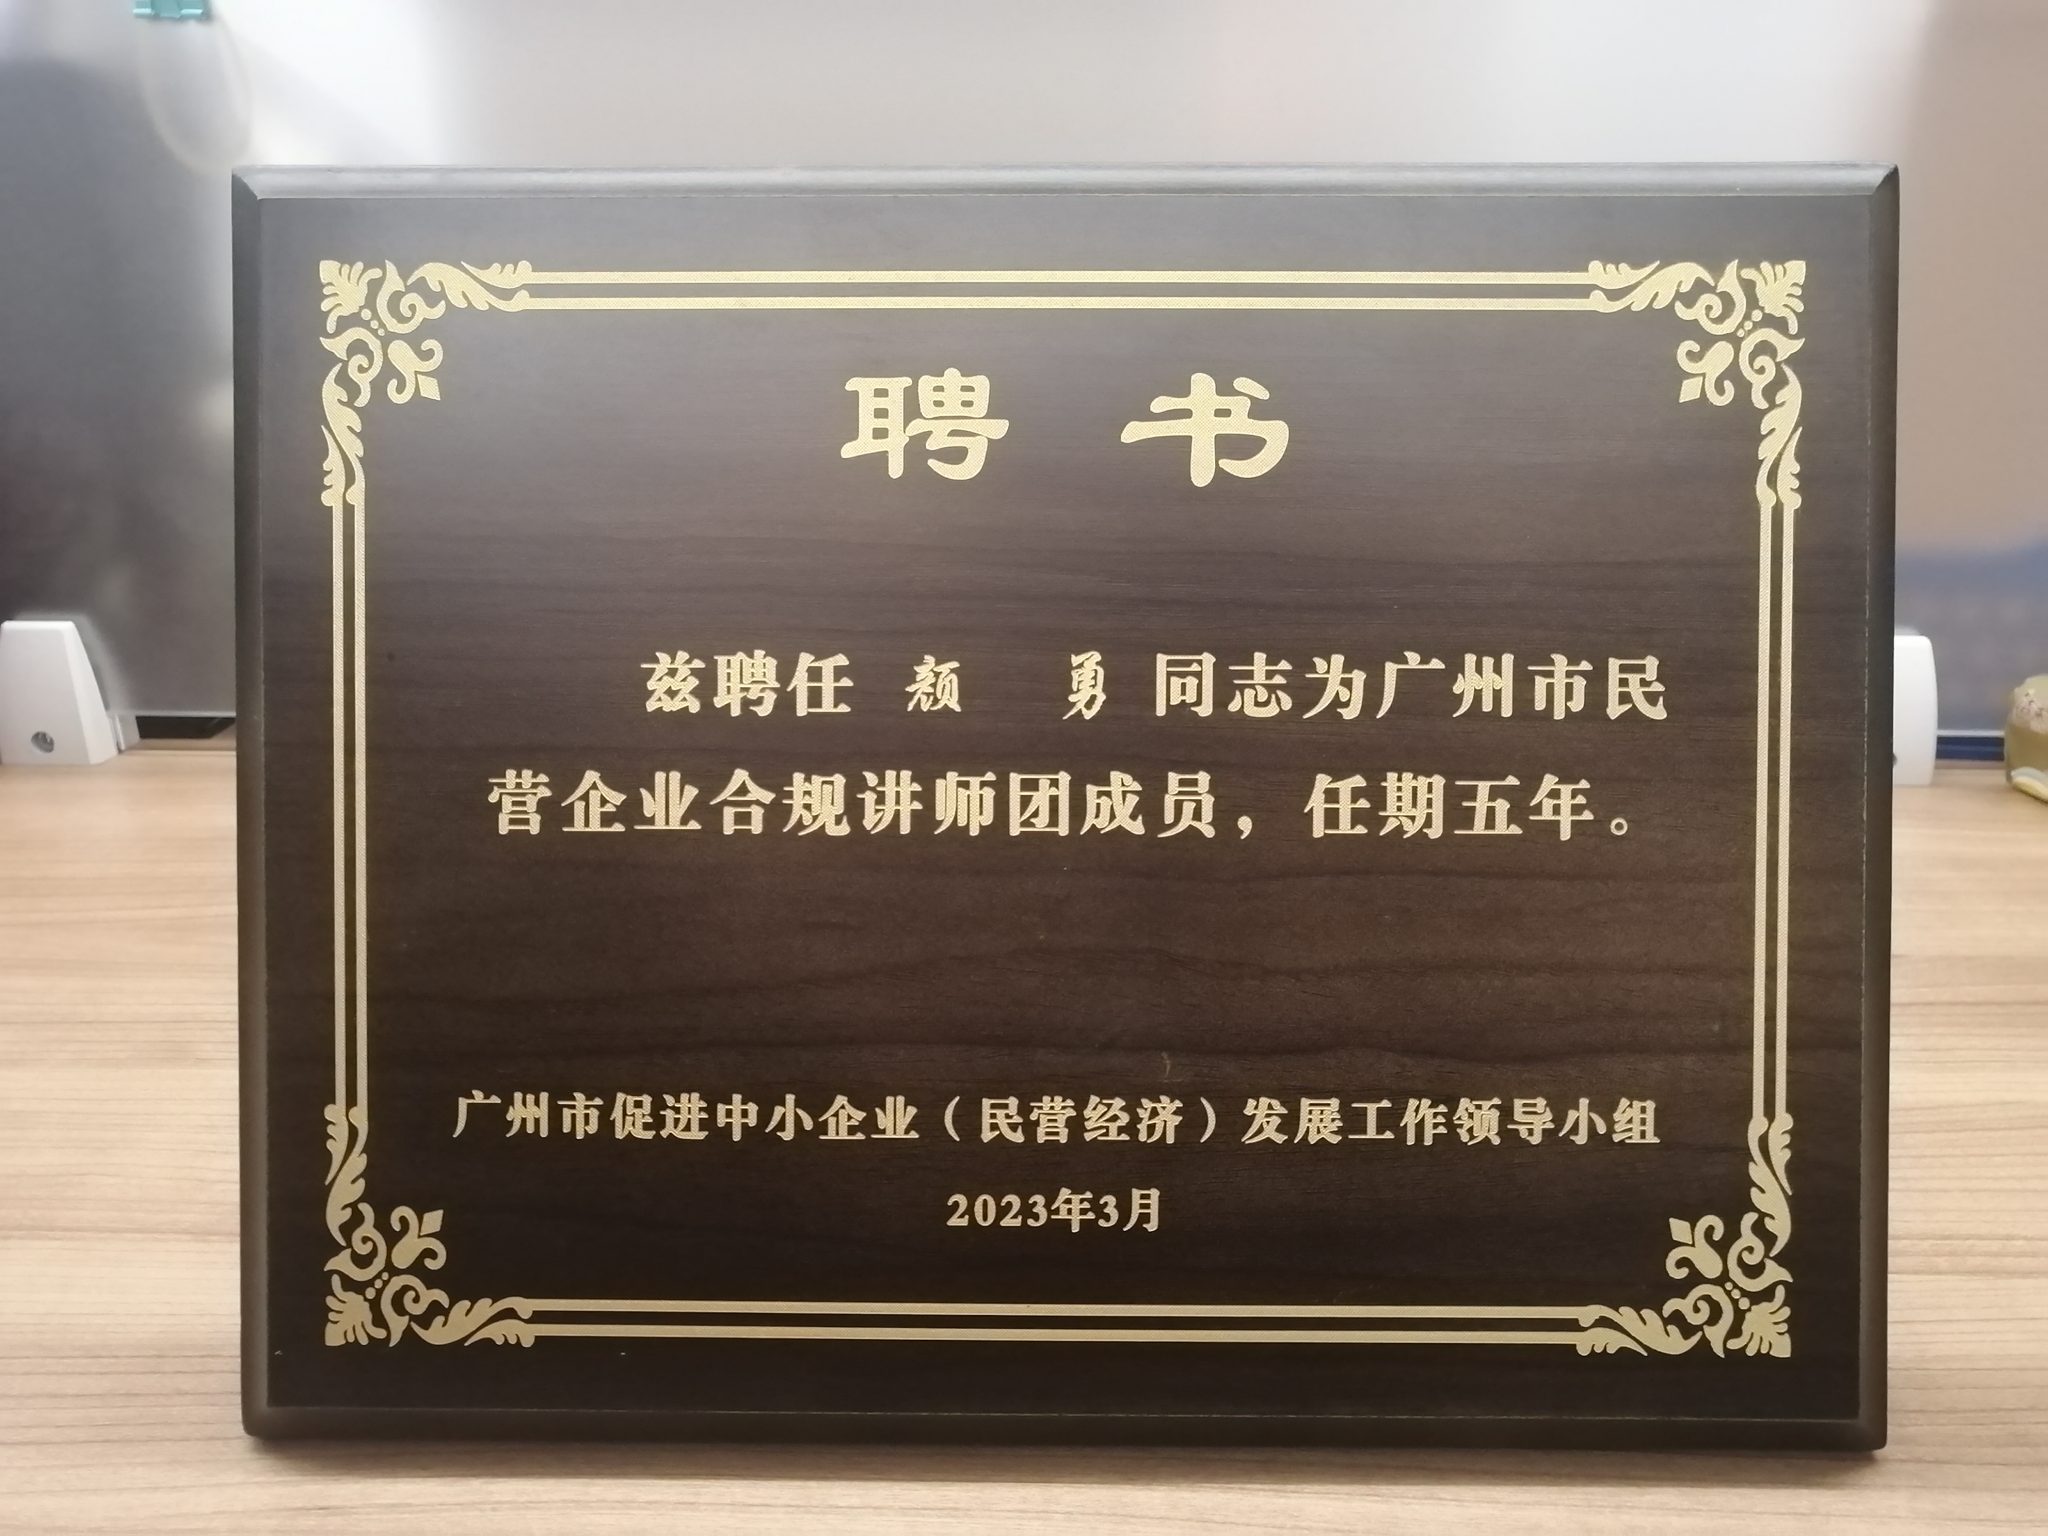 聘 书
兹聘任 颜 勇 同志为广州市民
营企业合规讲师团成员，任期五年。
广州市促进中小企业（民营经济）发展工作领导小组
2023年3月